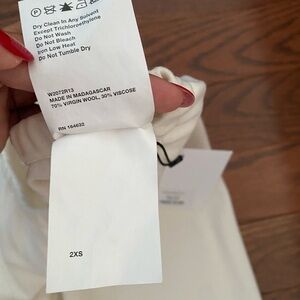 P
Dry Clean In Any Solvent
Except Trichloroethylene
Do Not Wash
Do Not Bleach
Iron Low Heat
Do Not Tumble Dry
W2072R13
MADE IN MADAGASCAR
70% VIRGIN WOOL, 30% VISCOSE
RN 164632
2XS